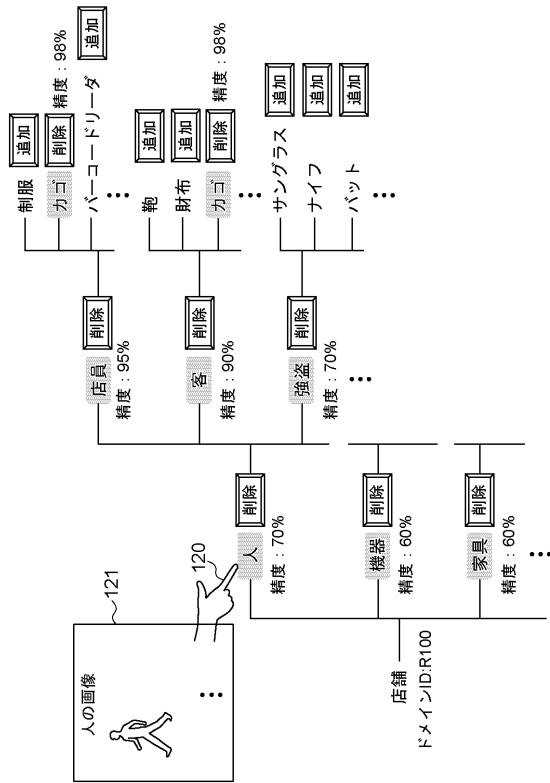 人の画像
121
120
店舗
ドメインID:R100
人
削除
精度：70%
機器
削除
精度：60%
家具
削除
精度：60%
店員
削除
精度：95%
客
削除
精度：90%
強盗
削除
精度：70%
制服
追加
カゴ
削除
精度：98%
バーコードリーダ
追加
鞄
追加
財布
追加
カゴ
削除
精度：98%
サングラス
追加
ナイフ
追加
バット
追加